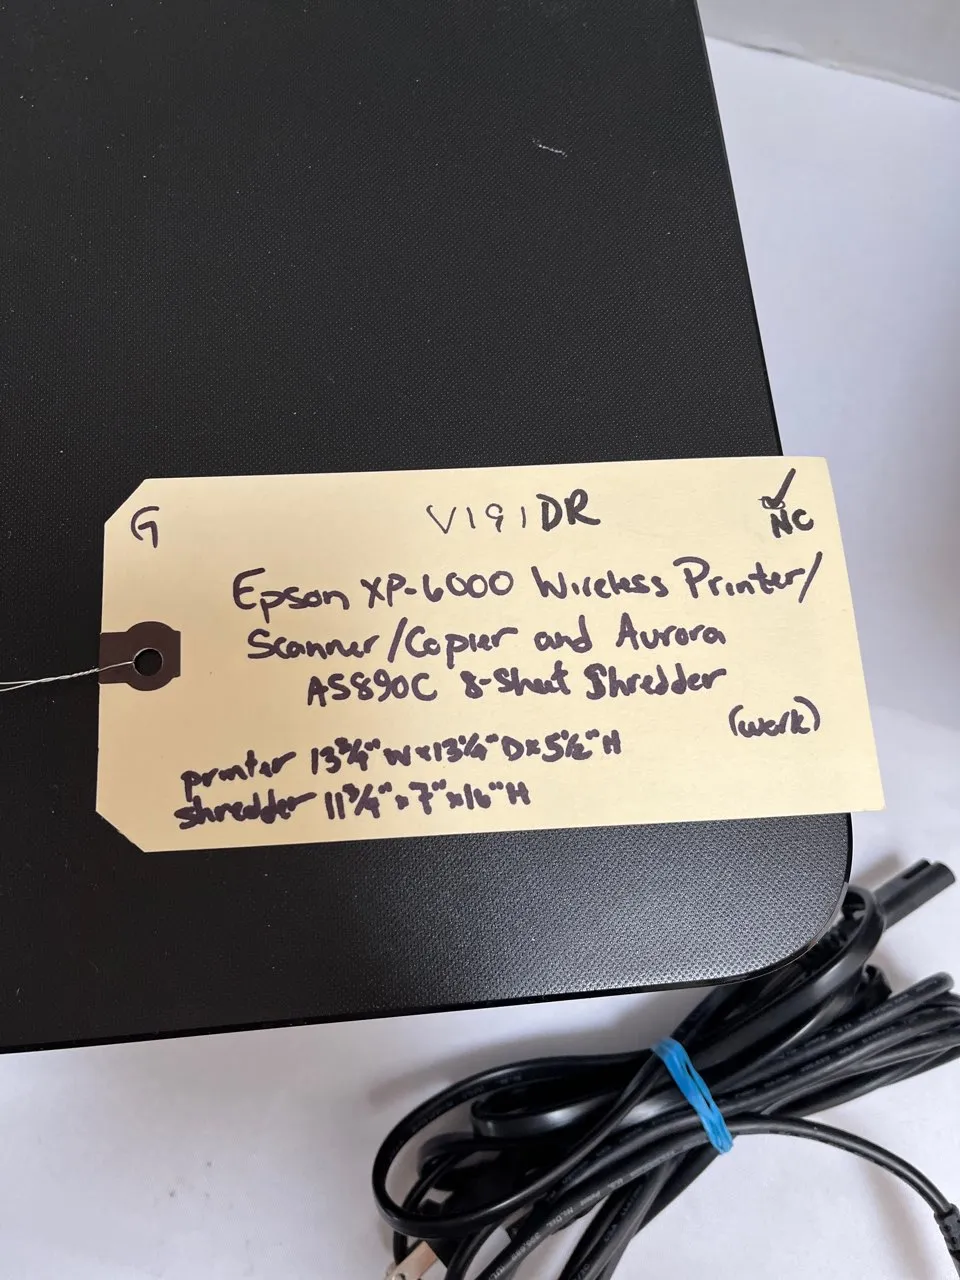 G V191DR NC
Epson XP-6000 Wireless Printer/
Scanner/Copier and Aurora
AS890C 8-Sheet Shredder
(work)
printer 13¾"W x 13¼"D x 5½"H
shredder 11¾" x 7" x 16"H